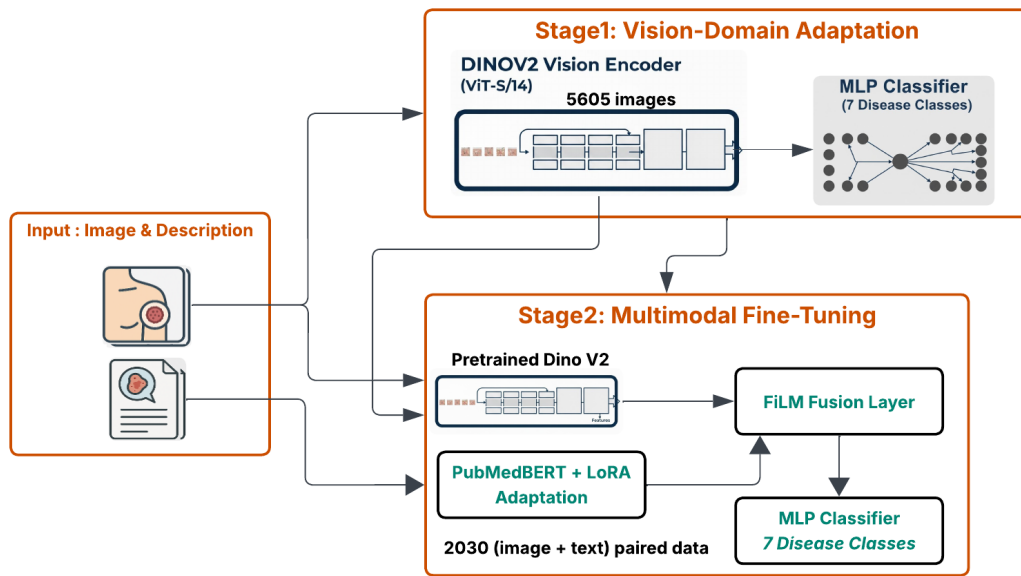 Stage1: Vision-Domain Adaptation
DINOV2 Vision Encoder
(ViT-S/14)
5605 images
MLP Classifier
(7 Disease Classes)
Input : Image & Description
Stage2: Multimodal Fine-Tuning
Pretrained Dino V2
Features
FiLM Fusion Layer
PubMedBERT + LoRA
Adaptation
MLP Classifier
7 Disease Classes
2030 (image + text) paired data